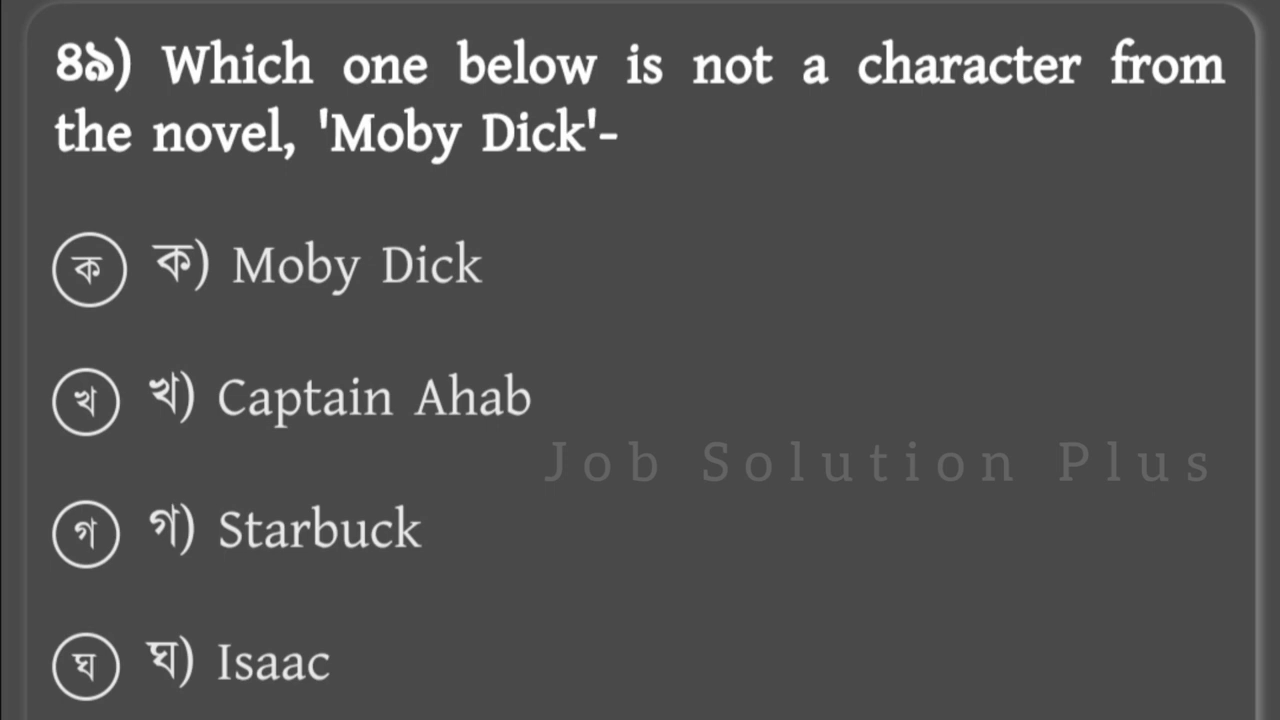 ৪৯) Which one below is not a character from
the novel, 'Moby Dick'-
ক ক) Moby Dick
খ খ) Captain Ahab
Job Solution Plus
গ গ) Starbuck
ঘ ঘ) Isaac